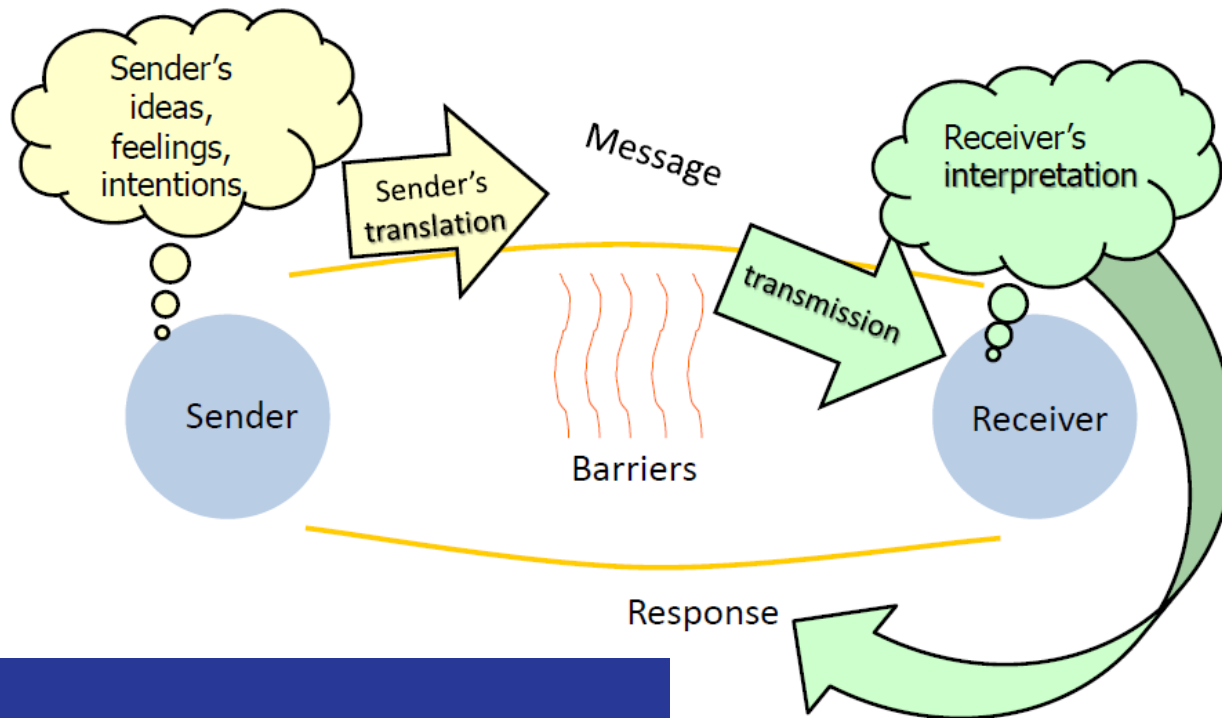 Sender's
ideas,
feelings,
intentions
Sender's
translation
Message
transmission
Receiver's
interpretation
Sender
Barriers
Receiver
Response